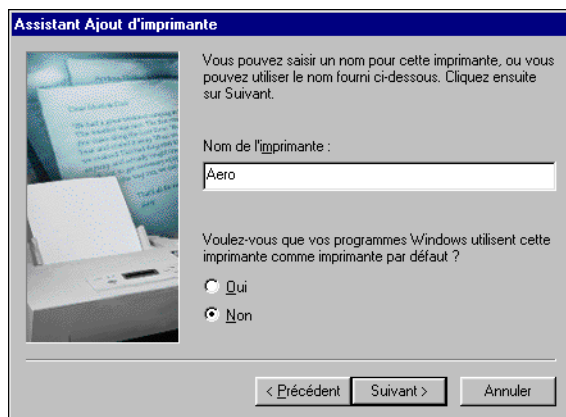 Assistant Ajout d'imprimante
Vous pouvez saisir un nom pour cette imprimante, ou vous
pouvez utiliser le nom fourni ci-dessous. Cliquez ensuite
sur Suivant.
Nom de l'imprimante :
Aero
Voulez-vous que vos programmes Windows utilisent cette
imprimante comme imprimante par défaut ?
Oui
Non
< Précédent
Suivant >
Annuler